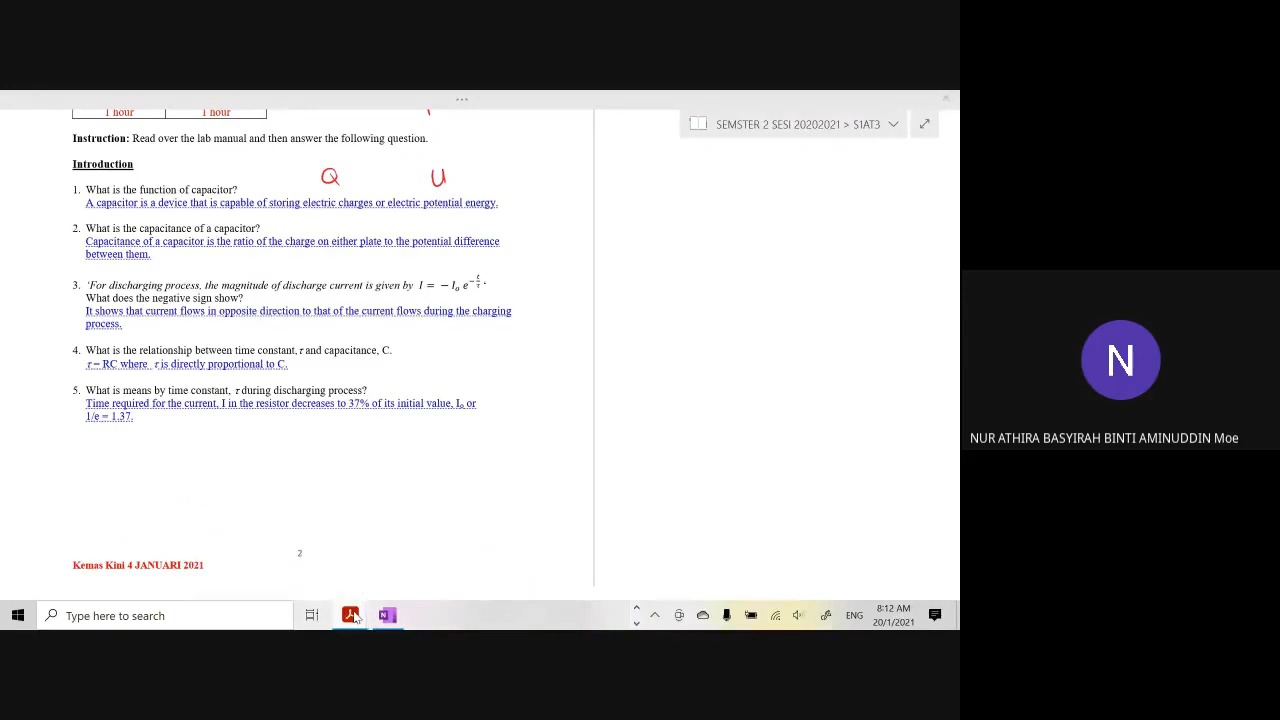 1 hour 1 hour
SEMSTER 2 SESI 20202021 > S1AT3
Instruction: Read over the lab manual and then answer the following question.
Introduction
Q U
1. What is the function of capacitor?
A capacitor is a device that is capable of storing electric charges or electric potential energy.
2. What is the capacitance of a capacitor?
Capacitance of a capacitor is the ratio of the charge on either plate to the potential difference
between them.
3. 'For discharging process, the magnitude of discharge current is given by I = − I₀ e^(−t/τ) .
What does the negative sign show?
It shows that current flows in opposite direction to that of the current flows during the charging
process.
4. What is the relationship between time constant, τ and capacitance, C.
τ = RC where τ is directly proportional to C.
5. What is means by time constant, τ during discharging process?
Time required for the current, I in the resistor decreases to 37% of its initial value, I₀ or
1/e = 1.37.
N
NUR ATHIRA BASYIRAH BINTI AMINUDDIN Moe
2
Kemas Kini 4 JANUARI 2021
Type here to search
ENG
8:12 AM
20/1/2021